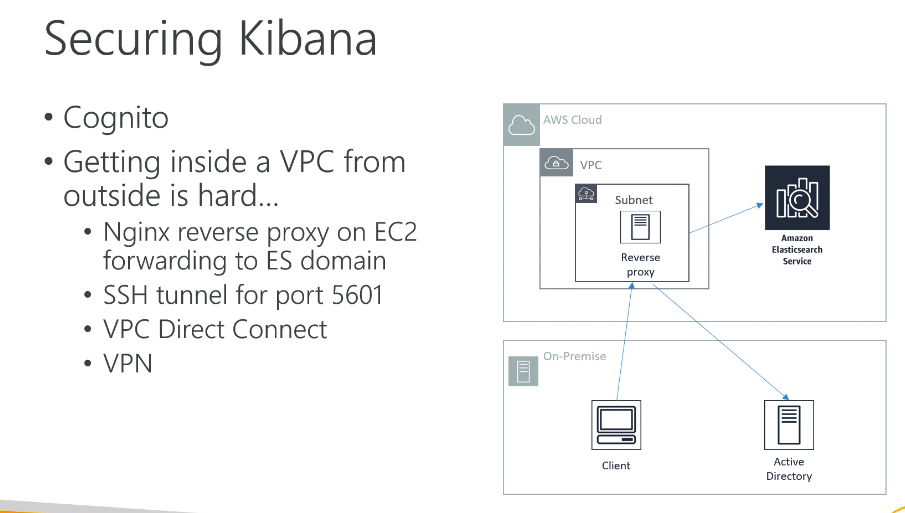 Securing Kibana
• Cognito
• Getting inside a VPC from
outside is hard...
• Nginx reverse proxy on EC2
forwarding to ES domain
• SSH tunnel for port 5601
• VPC Direct Connect
• VPN
AWS Cloud
VPC
Subnet
Reverse
proxy
Amazon
Elasticsearch
Service
On-Premise
Client
Active
Directory